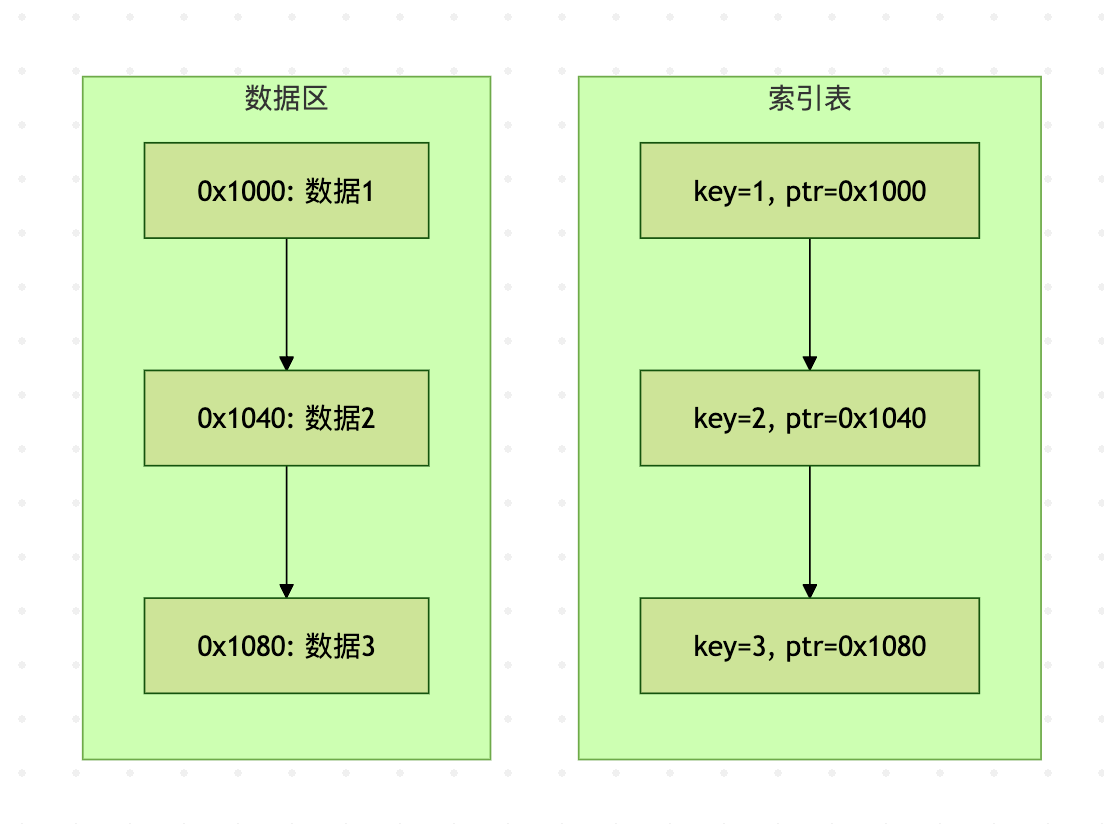 数据区
0x1000: 数据1
0x1040: 数据2
0x1080: 数据3
索引表
key=1, ptr=0x1000
key=2, ptr=0x1040
key=3, ptr=0x1080